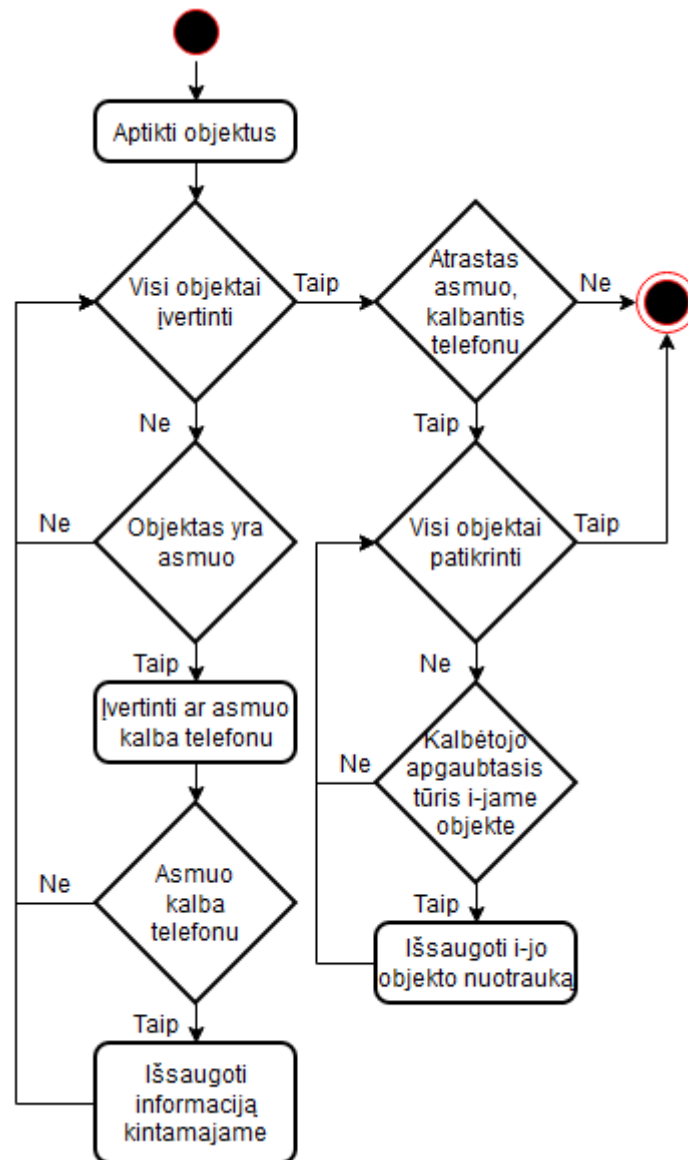 Aptikti objektus
Visi objektai
įvertinti
Taip
Atrastas
asmuo,
kalbantis
telefonu
Ne
Ne
Taip
Ne
Objektas yra
asmuo
Visi objektai
patikrinti
Taip
Taip
Ne
Įvertinti ar asmuo
kalba telefonu
Ne
Kalbėtojo
apgaubtasis
tūris i-jame
objekte
Ne
Asmuo
kalba
telefonu
Taip
Išsaugoti i-jo
objekto nuotrauką
Taip
Išsaugoti
informaciją
kintamajame